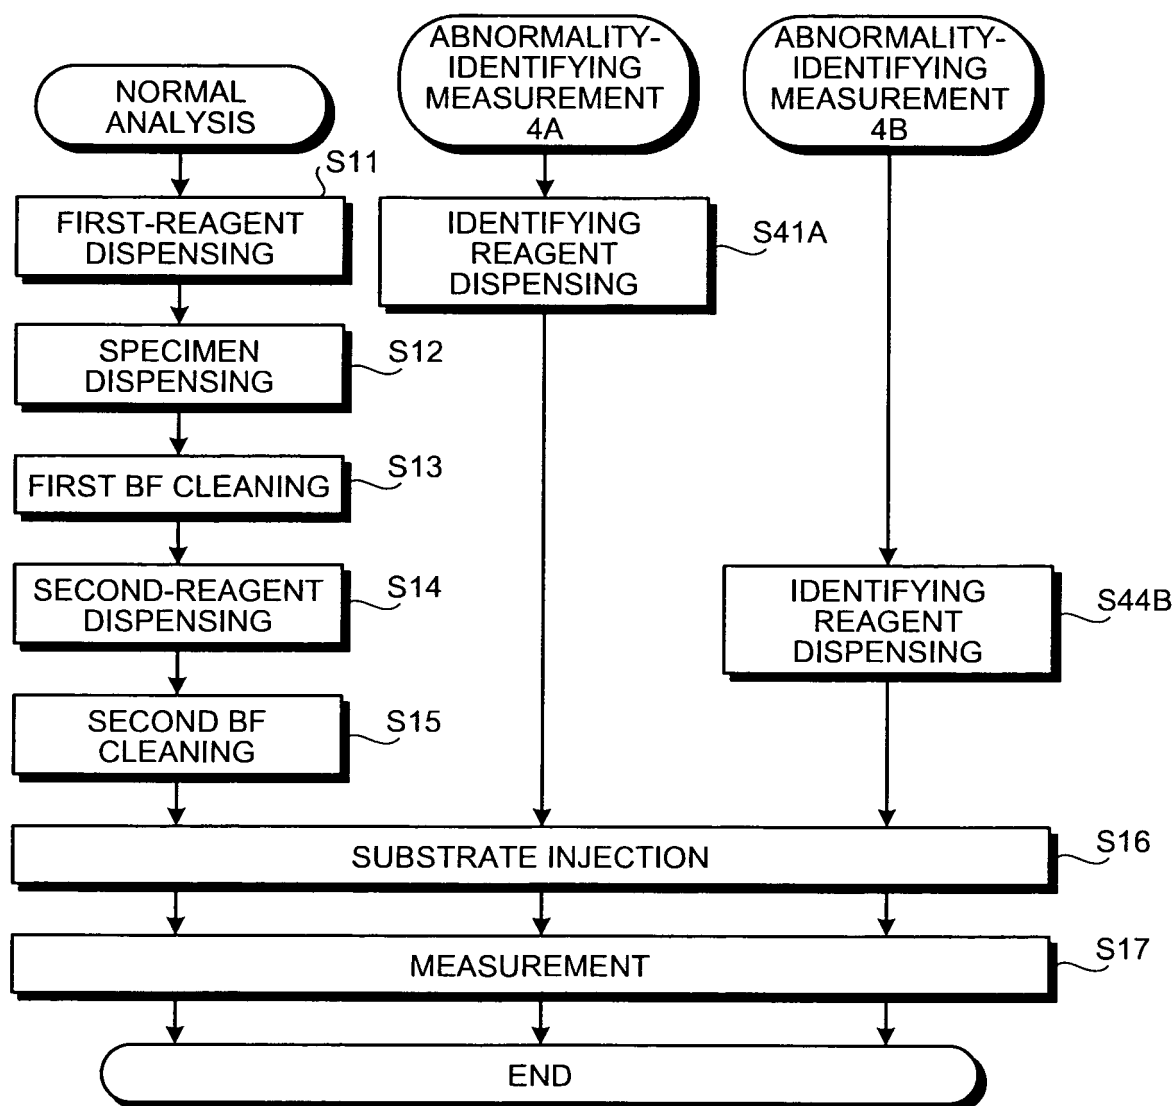 NORMAL
ANALYSIS
S11
FIRST-REAGENT
DISPENSING
SPECIMEN
DISPENSING
S12
FIRST BF CLEANING
S13
SECOND-REAGENT
DISPENSING
S14
SECOND BF
CLEANING
S15
ABNORMALITY-
IDENTIFYING
MEASUREMENT
4A
IDENTIFYING
REAGENT
DISPENSING
S41A
ABNORMALITY-
IDENTIFYING
MEASUREMENT
4B
IDENTIFYING
REAGENT
DISPENSING
S44B
SUBSTRATE INJECTION
S16
MEASUREMENT
S17
END